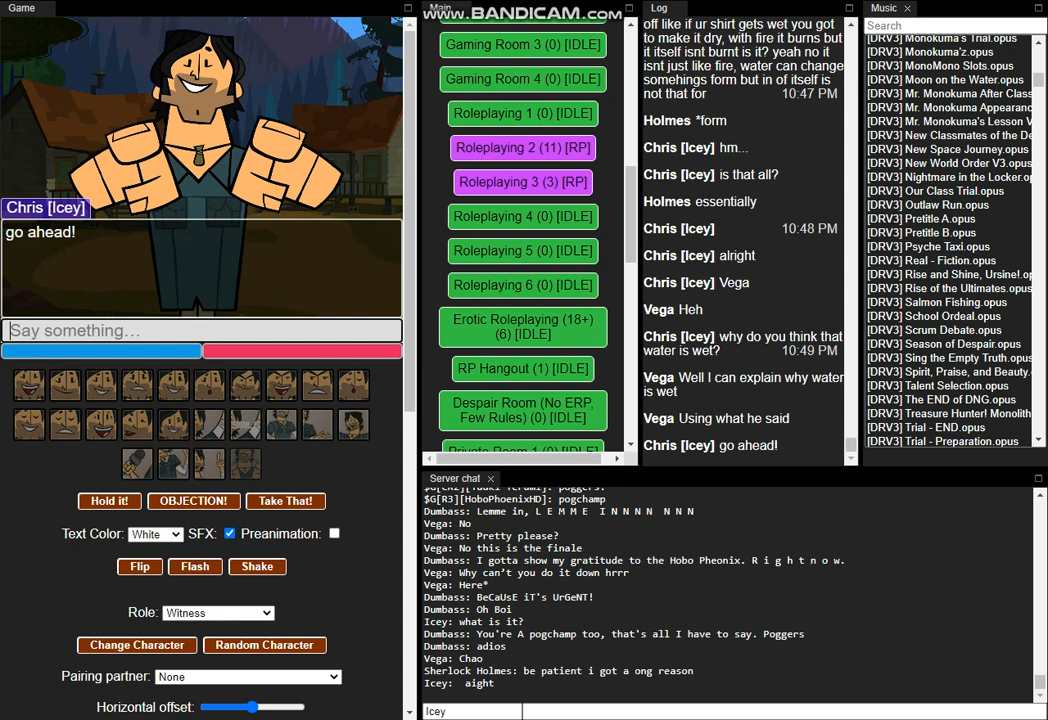 Game
Main
WWW.BANDICAM.COM
Log
Music
Search
Chris [Icey]
go ahead!
Say something…
Hold it!
OBJECTION!
Take That!
Text Color:
White
SFX:
Preanimation:
Flip
Flash
Shake
Role:
Witness
Change Character
Random Character
Pairing partner:
None
Horizontal offset:
Gaming Room 3 (0) [IDLE]
Gaming Room 4 (0) [IDLE]
Roleplaying 1 (0) [IDLE]
Roleplaying 2 (11) [RP]
Roleplaying 3 (3) [RP]
Roleplaying 4 (0) [IDLE]
Roleplaying 5 (0) [IDLE]
Roleplaying 6 (0) [IDLE]
Erotic Roleplaying (18+)
(6) [IDLE]
RP Hangout (1) [IDLE]
Despair Room (No ERP,
Few Rules) (0) [IDLE]
Private Room 1 (0) [IDLE]
off like if ur shirt gets wet you got
to make it dry, with fire it burns but
it itself isnt burnt is it? yeah no it
isnt just like fire, water can change
somehings form but in of itself is
not that for
10:47 PM
Holmes *form
Chris [Icey] hm...
Chris [Icey] is that all?
Holmes essentially
Chris [Icey]
10:48 PM
Chris [Icey] alright
Chris [Icey] Vega
Vega Heh
Chris [Icey] why do you think that
water is wet?
10:49 PM
Vega Well I can explain why water
is wet
Vega Using what he said
Chris [Icey] go ahead!
[DRV3] Monokuma's Trial.opus
[DRV3] Monokuma'z.opus
[DRV3] MonoMono Slots.opus
[DRV3] Moon on the Water.opus
[DRV3] Mr. Monokuma After Class
[DRV3] Mr. Monokuma Appearanc
[DRV3] Mr. Monokuma's Lesson V
[DRV3] New Classmates of the De
[DRV3] New Space Journey.opus
[DRV3] New World Order V3.opus
[DRV3] Nightmare in the Locker.op
[DRV3] Our Class Trial.opus
[DRV3] Outlaw Run.opus
[DRV3] Pretitle A.opus
[DRV3] Pretitle B.opus
[DRV3] Psyche Taxi.opus
[DRV3] Real - Fiction.opus
[DRV3] Rise and Shine, Ursine!.op
[DRV3] Rise of the Ultimates.opus
[DRV3] Salmon Fishing.opus
[DRV3] School Ordeal.opus
[DRV3] Scrum Debate.opus
[DRV3] Season of Despair.opus
[DRV3] Sing the Empty Truth.opus
[DRV3] Spirit, Praise, and Beauty.
[DRV3] Talent Selection.opus
[DRV3] The END of DNG.opus
[DRV3] Treasure Hunter! Monolith
[DRV3] Trial - END.opus
[DRV3] Trial - Preparation.opus
Server chat
$G[R3][HoboPhoenixHD]: pogchamp
Dumbass: Lemme in, L E M M E  I N N N N  N N N
Vega: No
Dumbass: Pretty please?
Vega: No this is the finale
Dumbass: I gotta show my gratitude to the Hobo Pheonix. R i g h t n o w.
Vega: Why can't you do it down hrrr
Vega: Here*
Dumbass: BeCaUsE iT's UrGeNT!
Dumbass: Oh Boi
Icey: what is it?
Dumbass: You're A pogchamp too, that's all I have to say. Poggers
Dumbass: adios
Vega: Chao
Sherlock Holmes: be patient i got a ong reason
Icey:  aight
Icey